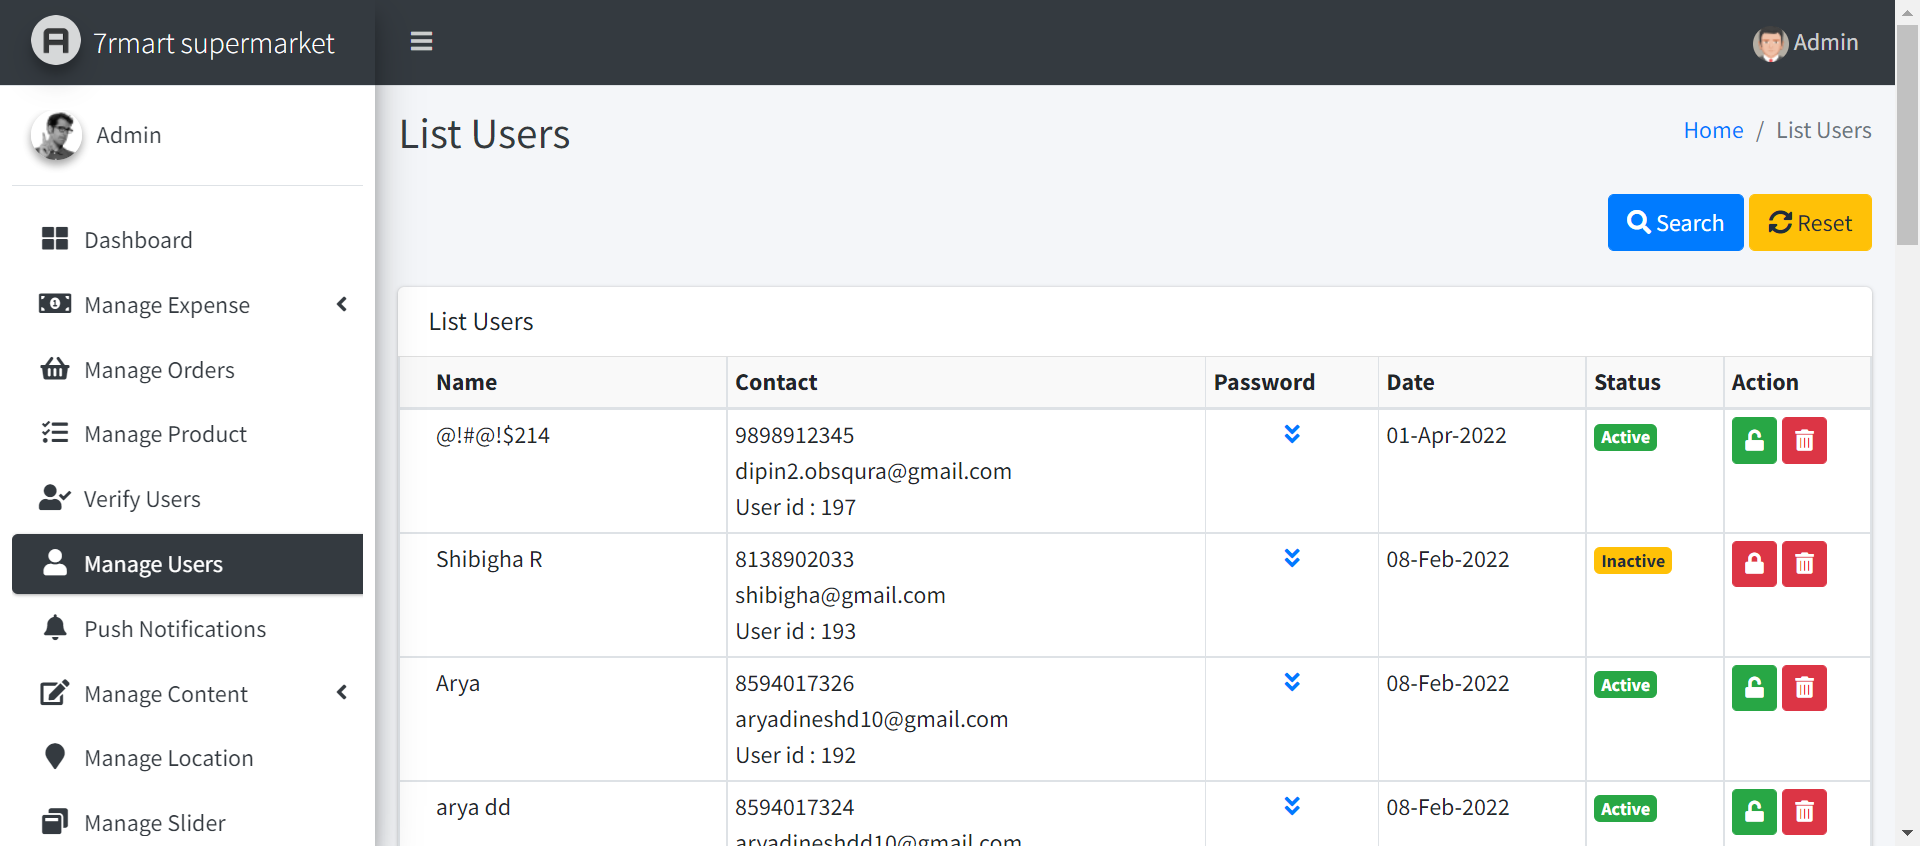 7rmart supermarket
Admin
Admin
List Users
Home / List Users
Search
Reset
Dashboard
Manage Expense
Manage Orders
Manage Product
Verify Users
Manage Users
Push Notifications
Manage Content
Manage Location
Manage Slider
List Users
Name Contact Password Date Status Action
@!#@!$214 9898912345 01-Apr-2022 Active
dipin2.obsqura@gmail.com
User id : 197
Shibigha R 8138902033 08-Feb-2022 Inactive
shibigha@gmail.com
User id : 193
Arya 8594017326 08-Feb-2022 Active
aryadineshd10@gmail.com
User id : 192
arya dd 8594017324 08-Feb-2022 Active
aryadineshdd10@gmail.com